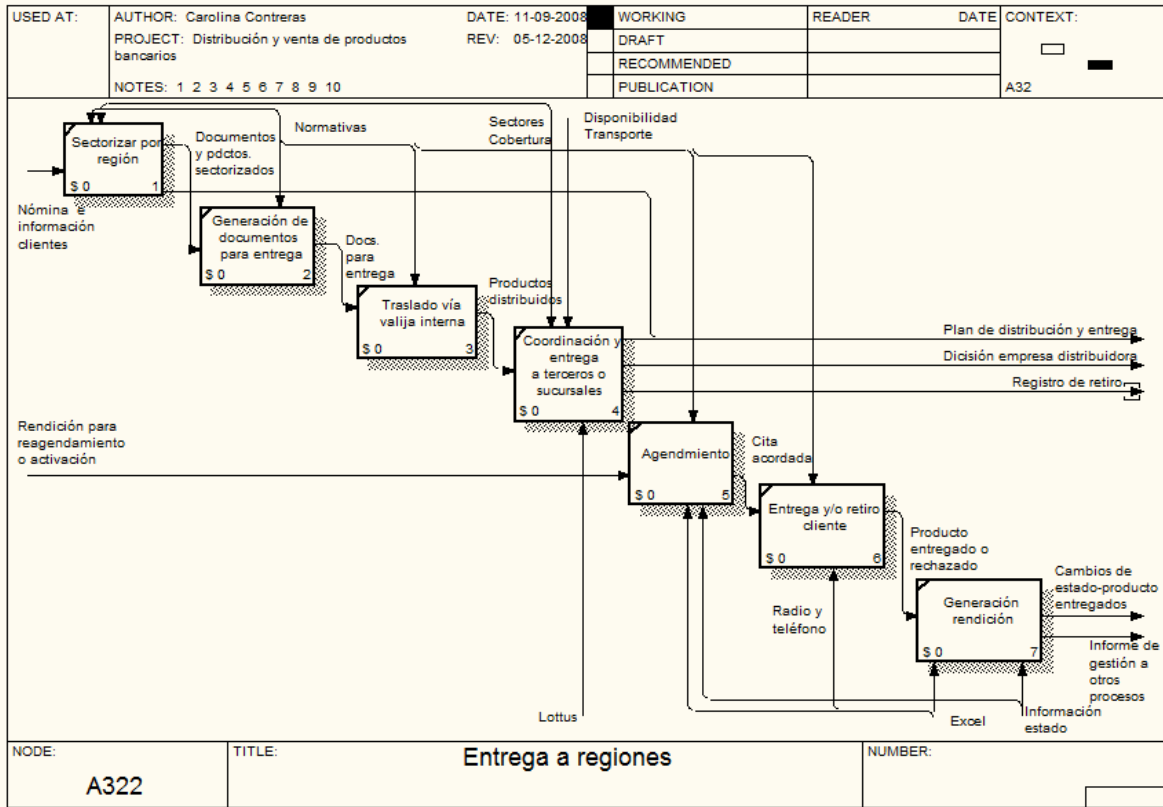 USED AT:
AUTHOR: Carolina Contreras
DATE: 11-09-2008
PROJECT: Distribución y venta de productos
bancarios
REV: 05-12-2008
NOTES: 1 2 3 4 5 6 7 8 9 10
WORKING
DRAFT
RECOMMENDED
PUBLICATION
READER
DATE
CONTEXT:
A32
Sectorizar por
región
$ 0
1
Nómina e
información
clientes
Documentos
y pdctos.
sectorizados
Normativas
Sectores
Cobertura
Disponibilidad
Transporte
Generación de
documentos
para entrega
$ 0
2
Docs.
para
entrega
Traslado vía
valija interna
$ 0
3
Productos
distribuidos
Coordinación y
entrega
a terceros o
sucursales
$ 0
4
Plan de distribución y entrega
Dicisión empresa distribuidora
Registro de retiro
Rendición para
reagendamiento
o activación
Agendmiento
$ 0
5
Cita
acordada
Entrega y/o retiro
cliente
$ 0
6
Producto
entregado o
rechazado
Generación
rendición
$ 0
7
Cambios de
estado-producto
entregados
Informe de
gestión a
otros
procesos
Radio y
teléfono
Lottus
Excel
Información
estado
NODE:
A322
TITLE:
Entrega a regiones
NUMBER: